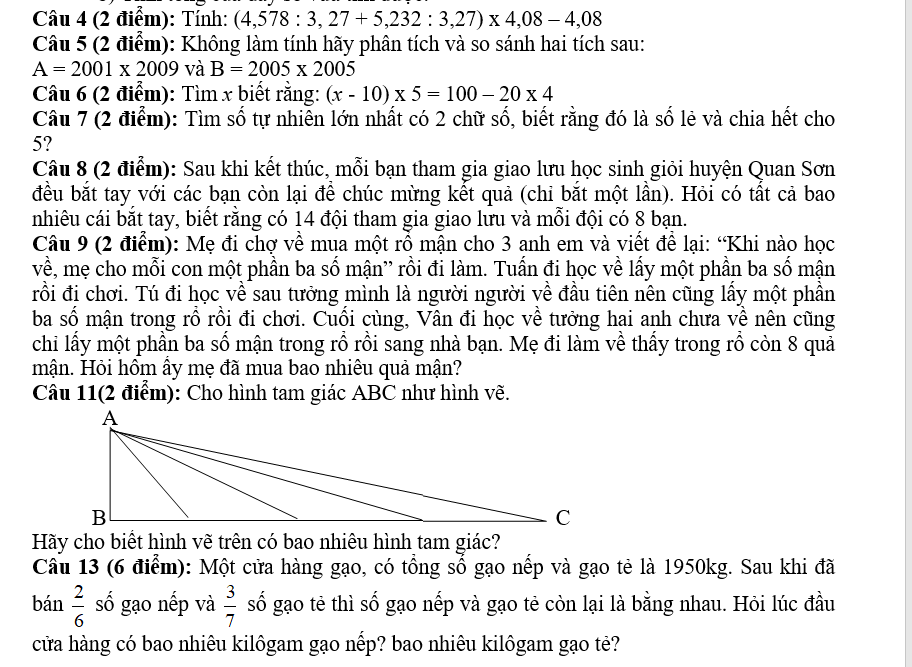 Câu 4 (2 điểm): Tính: (4,578 : 3, 27 + 5,232 : 3,27) x 4,08 – 4,08
Câu 5 (2 điểm): Không làm tính hãy phân tích và so sánh hai tích sau:
A = 2001 x 2009 và B = 2005 x 2005
Câu 6 (2 điểm): Tìm x biết rằng: (x - 10) x 5 = 100 – 20 x 4
Câu 7 (2 điểm): Tìm số tự nhiên lớn nhất có 2 chữ số, biết rằng đó là số lẻ và chia hết cho
5?
Câu 8 (2 điểm): Sau khi kết thúc, mỗi bạn tham gia giao lưu học sinh giỏi huyện Quan Sơn
đều bắt tay với các bạn còn lại để chúc mừng kết quả (chỉ bắt một lần). Hỏi có tất cả bao
nhiêu cái bắt tay, biết rằng có 14 đội tham gia giao lưu và mỗi đội có 8 bạn.
Câu 9 (2 điểm): Mẹ đi chợ về mua một rổ mận cho 3 anh em và viết để lại: “Khi nào học
về, mẹ cho mỗi con một phần ba số mận” rồi đi làm. Tuấn đi học về lấy một phần ba số mận
rồi đi chơi. Tú đi học về sau tưởng mình là người người về đầu tiên nên cũng lấy một phần
ba số mận trong rổ rồi đi chơi. Cuối cùng, Vân đi học về tưởng hai anh chưa về nên cũng
chỉ lấy một phần ba số mận trong rổ rồi sang nhà bạn. Mẹ đi làm về thấy trong rổ còn 8 quả
mận. Hỏi hôm ấy mẹ đã mua bao nhiêu quả mận?
Câu 11(2 điểm): Cho hình tam giác ABC như hình vẽ.
A
B C
Hãy cho biết hình vẽ trên có bao nhiêu hình tam giác?
Câu 13 (6 điểm): Một cửa hàng gạo, có tổng số gạo nếp và gạo tẻ là 1950kg. Sau khi đã
bán 2/6 số gạo nếp và 3/7 số gạo tẻ thì số gạo nếp và gạo tẻ còn lại là bằng nhau. Hỏi lúc đầu
cửa hàng có bao nhiêu kilôgam gạo nếp? bao nhiêu kilôgam gạo tẻ?